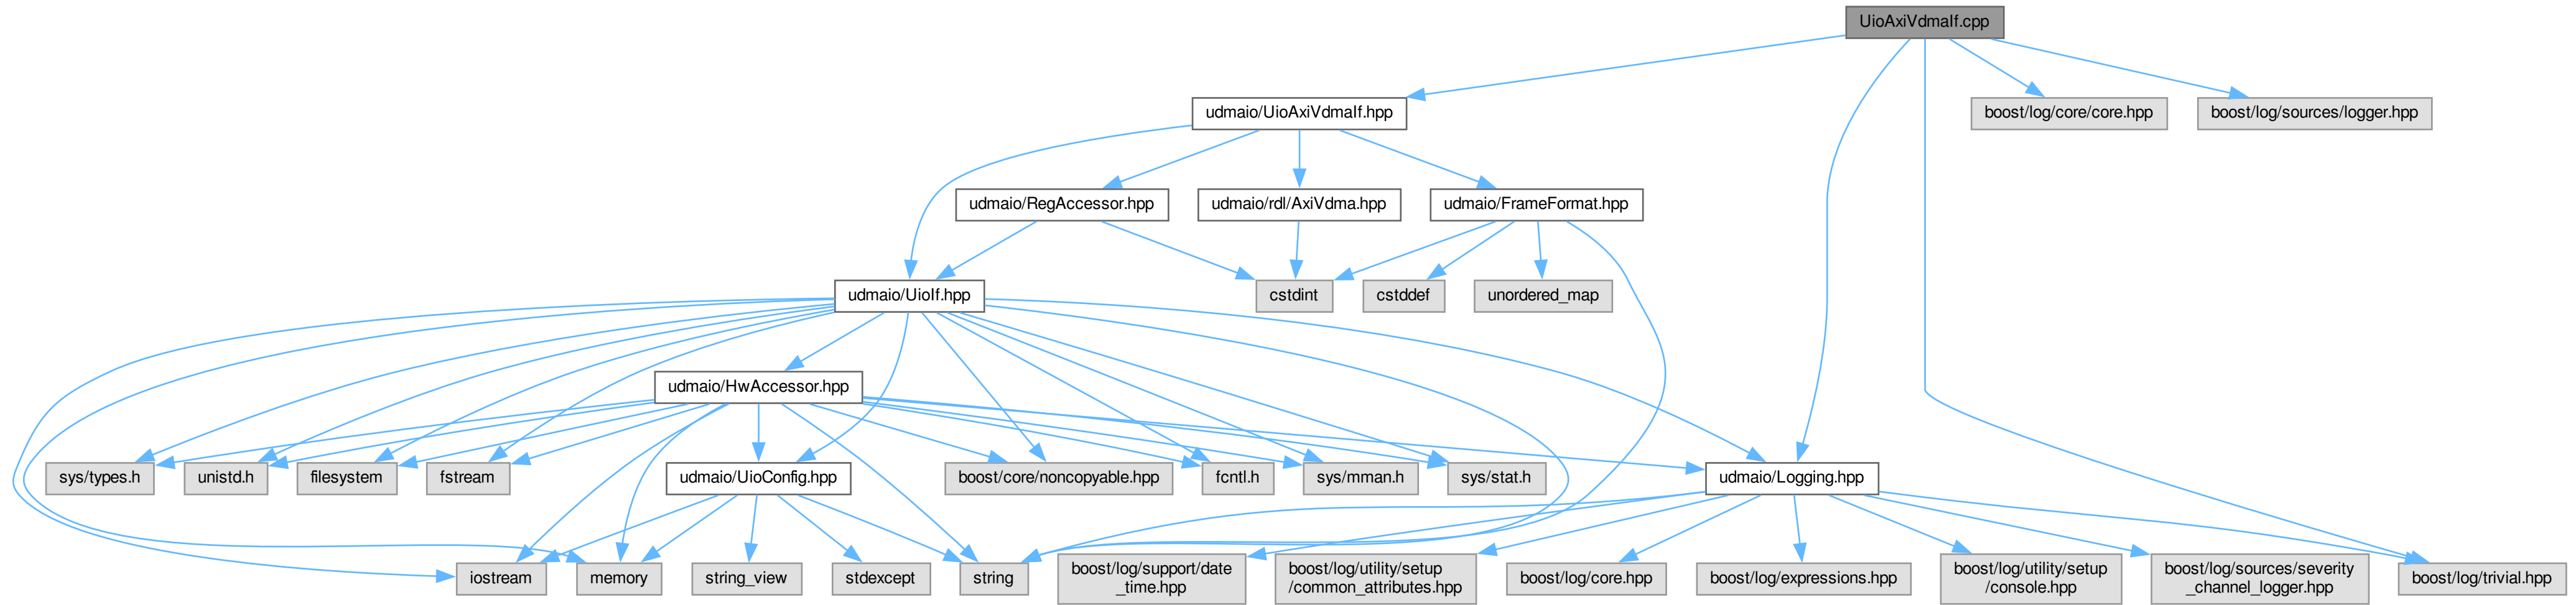 UioAxiVdmaIf.cpp
udmaio/UioAxiVdmaIf.hpp
boost/log/core/core.hpp
boost/log/sources/logger.hpp
udmaio/RegAccessor.hpp
udmaio/rdl/AxiVdma.hpp
udmaio/FrameFormat.hpp
udmaio/UioIf.hpp
cstdint
cstddef
unordered_map
udmaio/HwAccessor.hpp
sys/types.h
unistd.h
filesystem
fstream
udmaio/UioConfig.hpp
boost/core/noncopyable.hpp
fcntl.h
sys/mman.h
sys/stat.h
udmaio/Logging.hpp
iostream
memory
string_view
stdexcept
string
boost/log/support/date
_time.hpp
boost/log/utility/setup
/common_attributes.hpp
boost/log/core.hpp
boost/log/expressions.hpp
boost/log/utility/setup
/console.hpp
boost/log/sources/severity
_channel_logger.hpp
boost/log/trivial.hpp